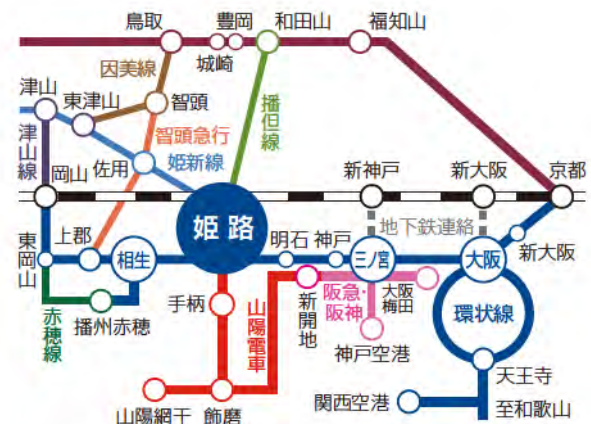 鳥取
豊岡
和田山
福知山
城崎
因美線
津山
東津山
智頭
播但線
智頭急行
津山線
佐用
姫新線
岡山
新神戸
新大阪
京都
姫路
地下鉄連絡
東岡山
上郡
相生
明石
神戸
三ノ宮
大阪
新大阪
手柄
山陽電車
新開地
阪急・
阪神
大阪
梅田
環状線
赤穂線
播州赤穂
神戸空港
天王寺
山陽網干
飾磨
関西空港
至和歌山